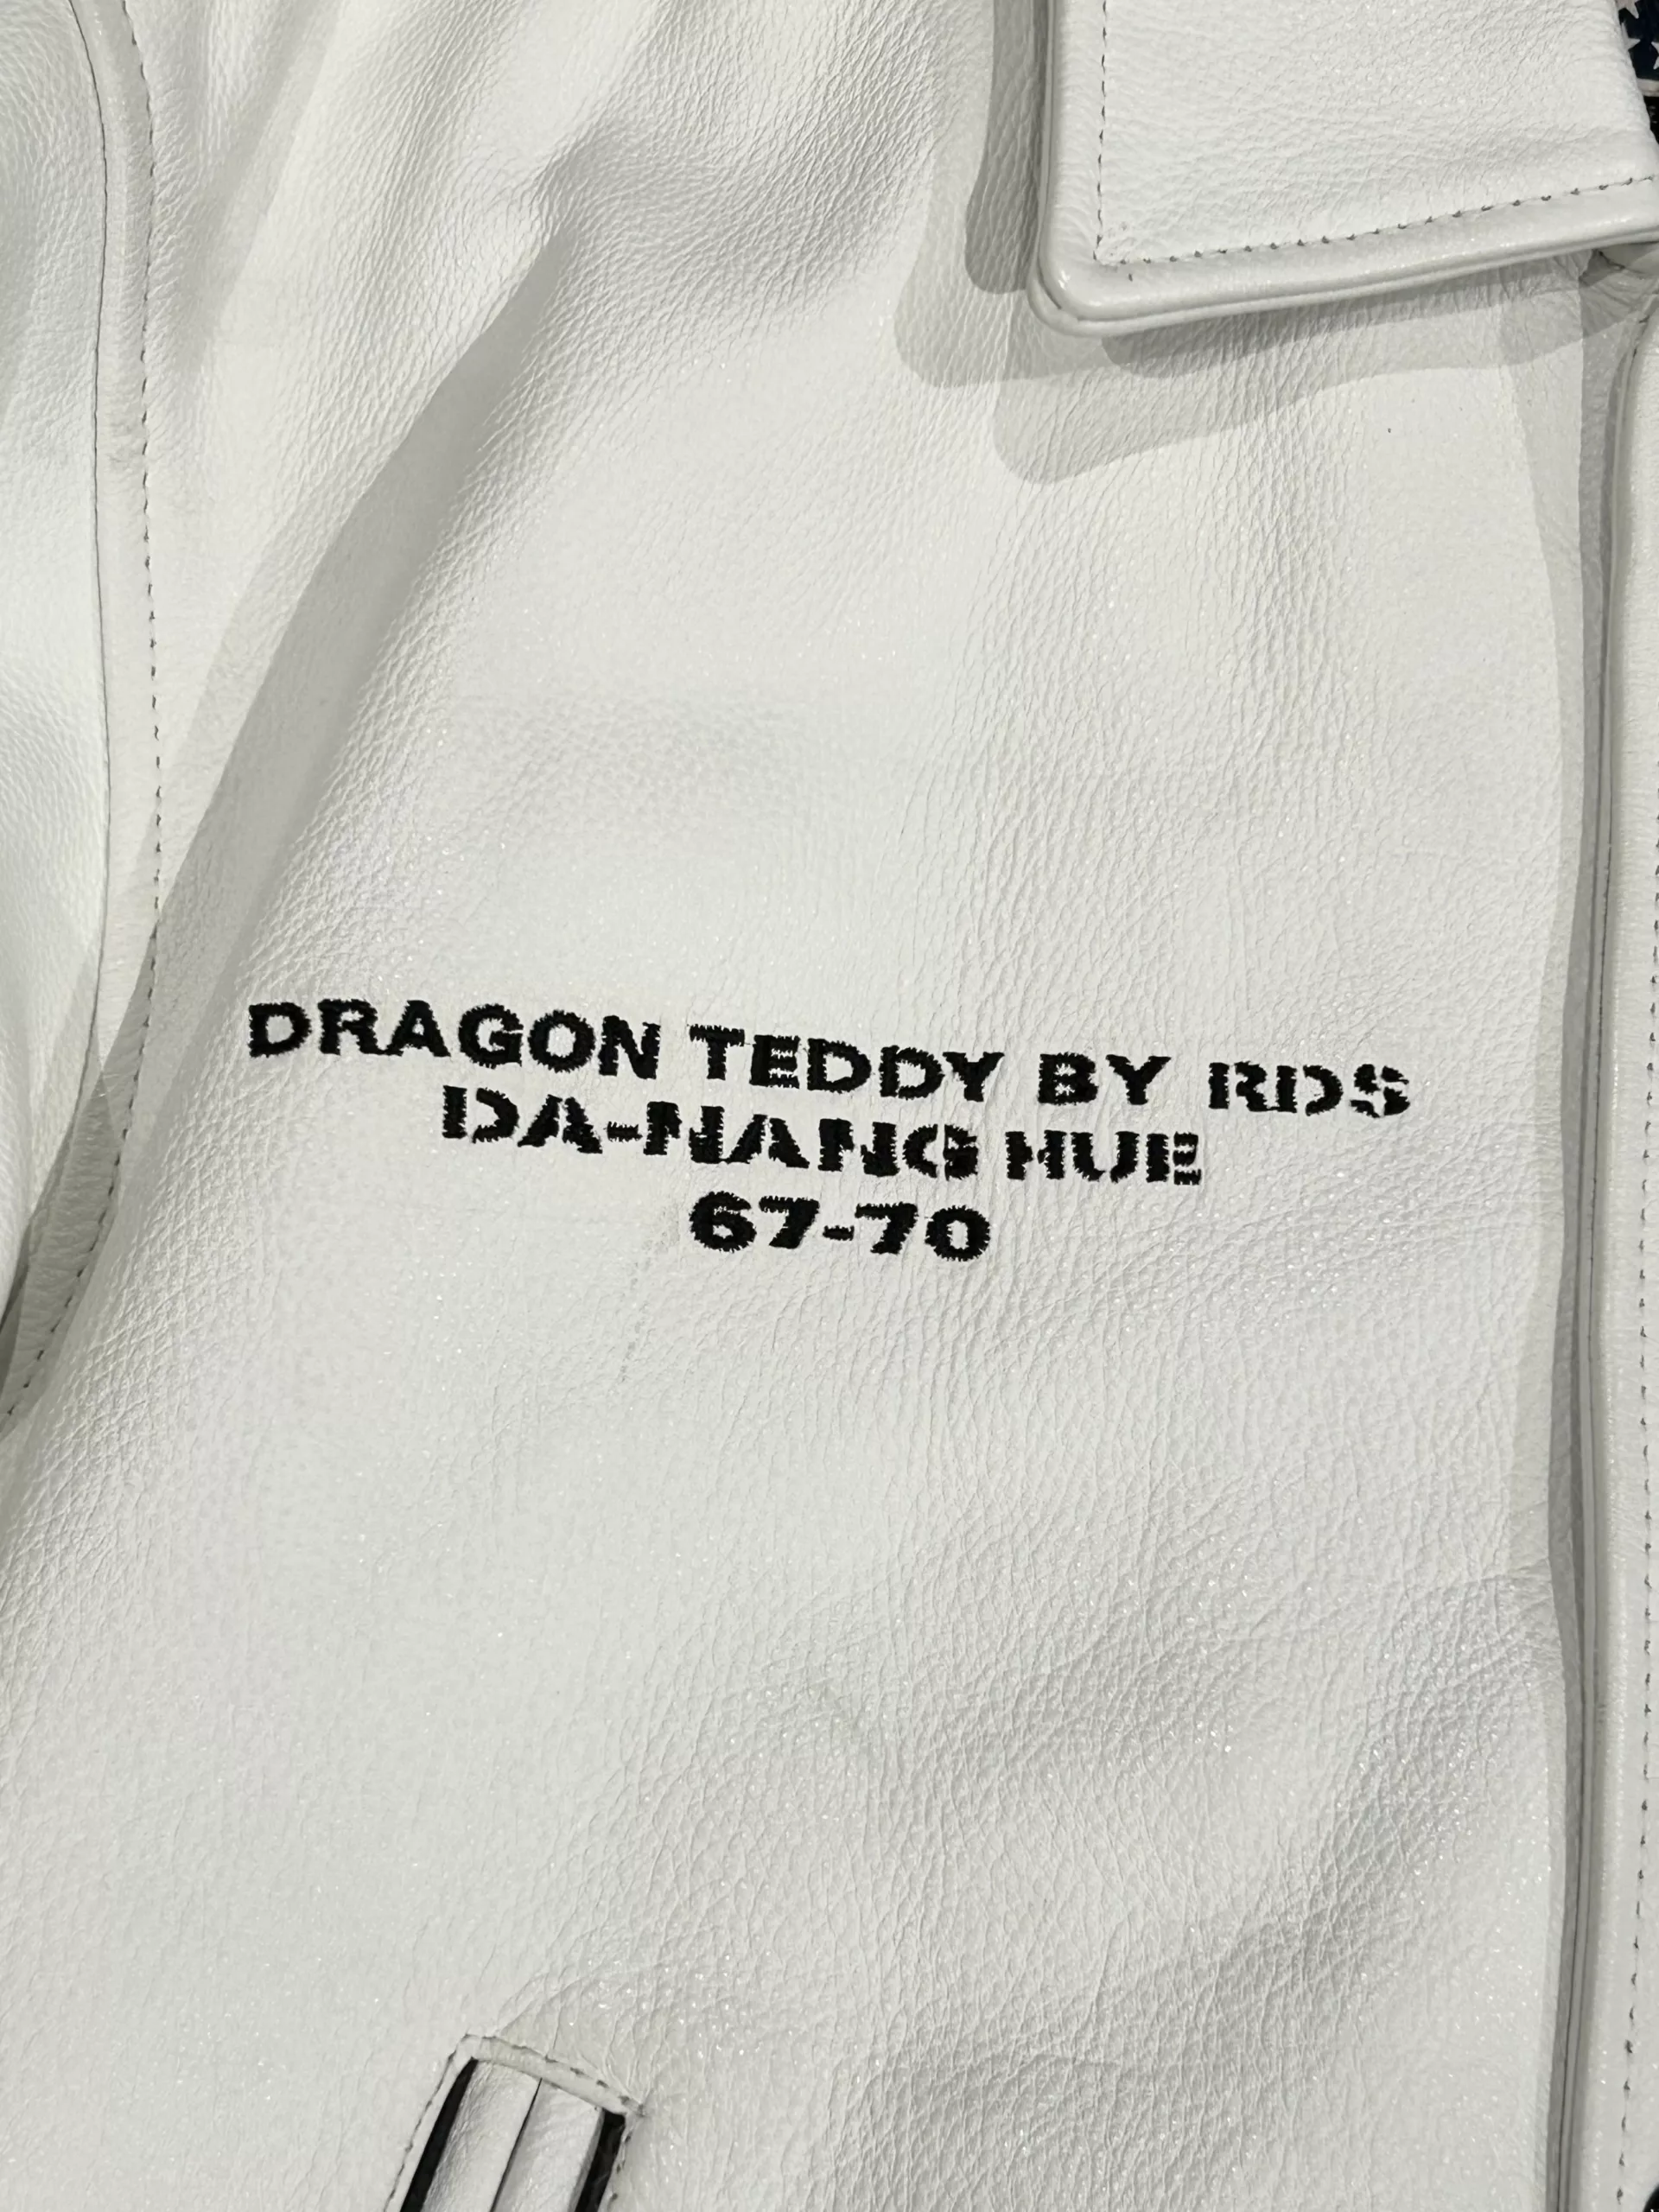 DRAGON TEDDY BY RDS
DA-NANG HUE
67-70